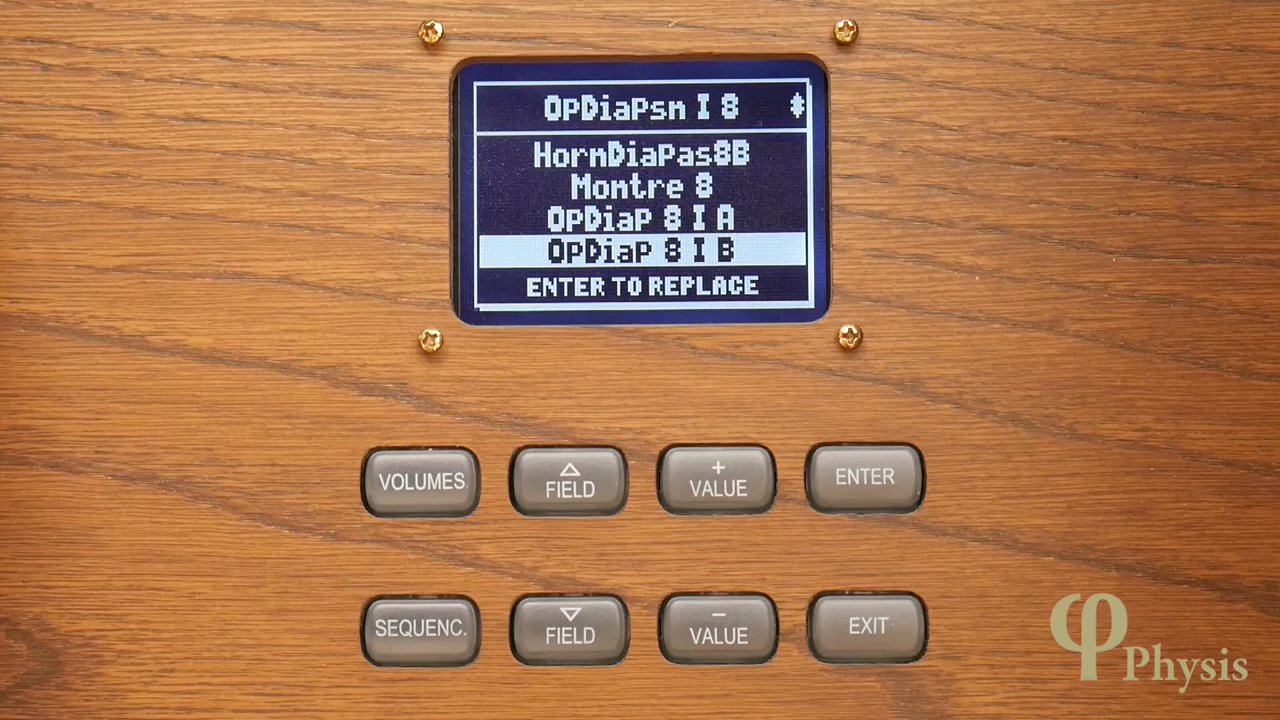 OpDiaPsn I 8
HornDiaPas8B
Montre 8
OpDiaP 8 I A
OpDiaP 8 I B
ENTER TO REPLACE
VOLUMES
FIELD
+
VALUE
ENTER
SEQUENC.
FIELD
−
VALUE
EXIT
φ
Physis